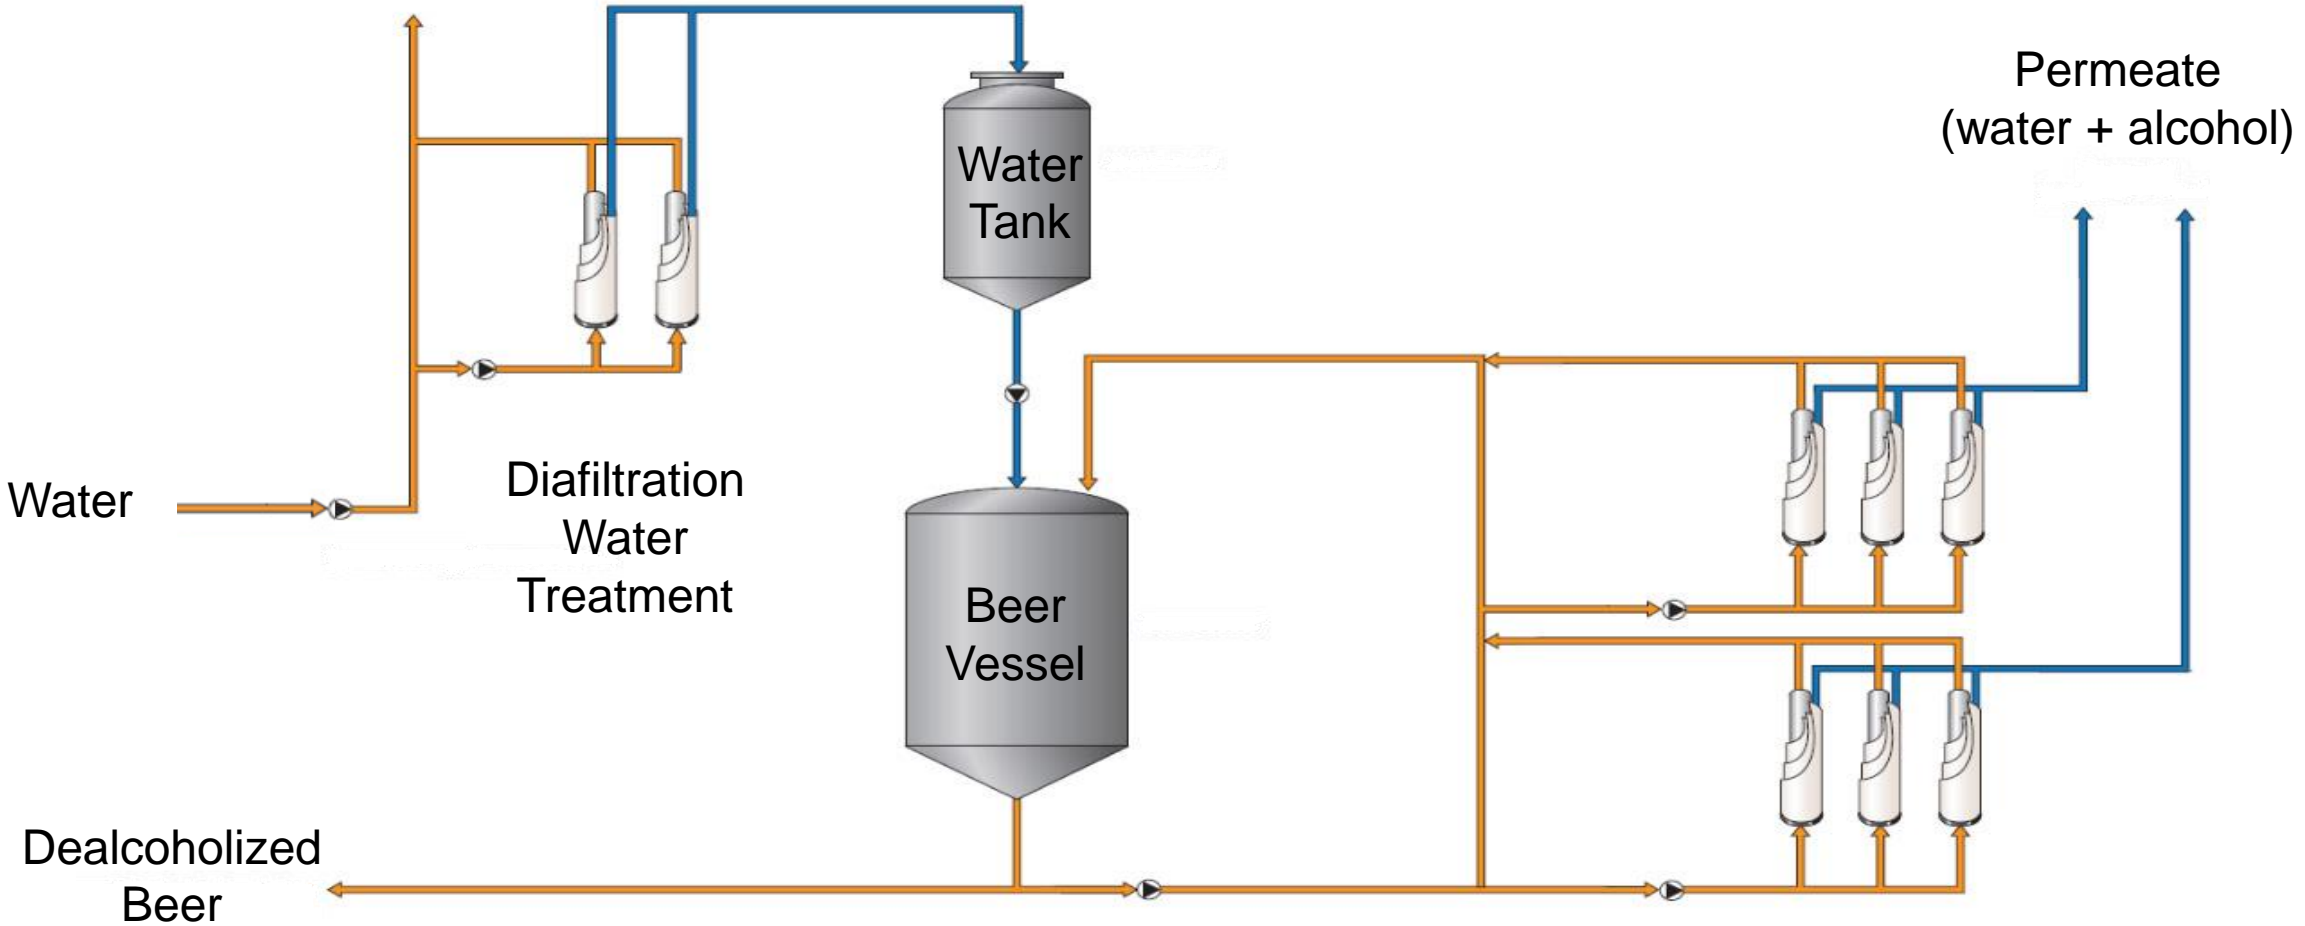 Permeate
(water + alcohol)
Water
Tank
Water
Diafiltration
Water
Treatment
Beer
Vessel
Dealcoholized
Beer